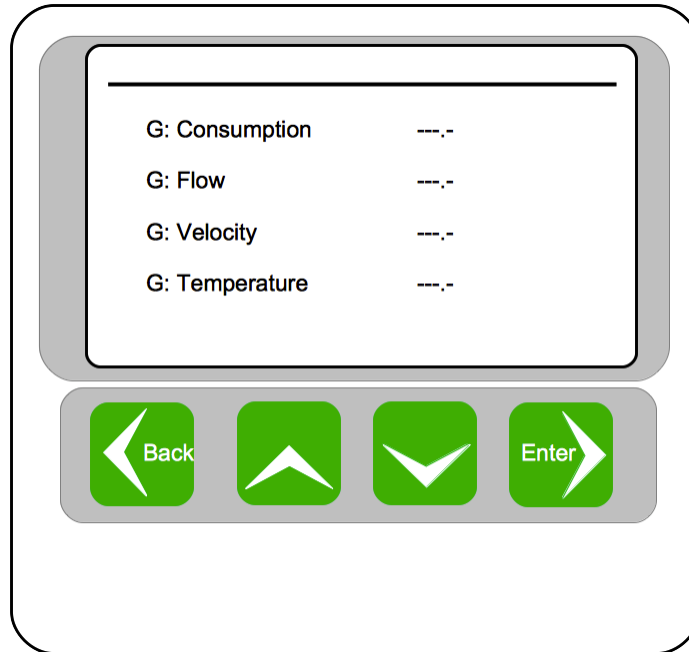 G: Consumption ---.-
G: Flow ---.-
G: Velocity ---.-
G: Temperature ---.-
Back Enter